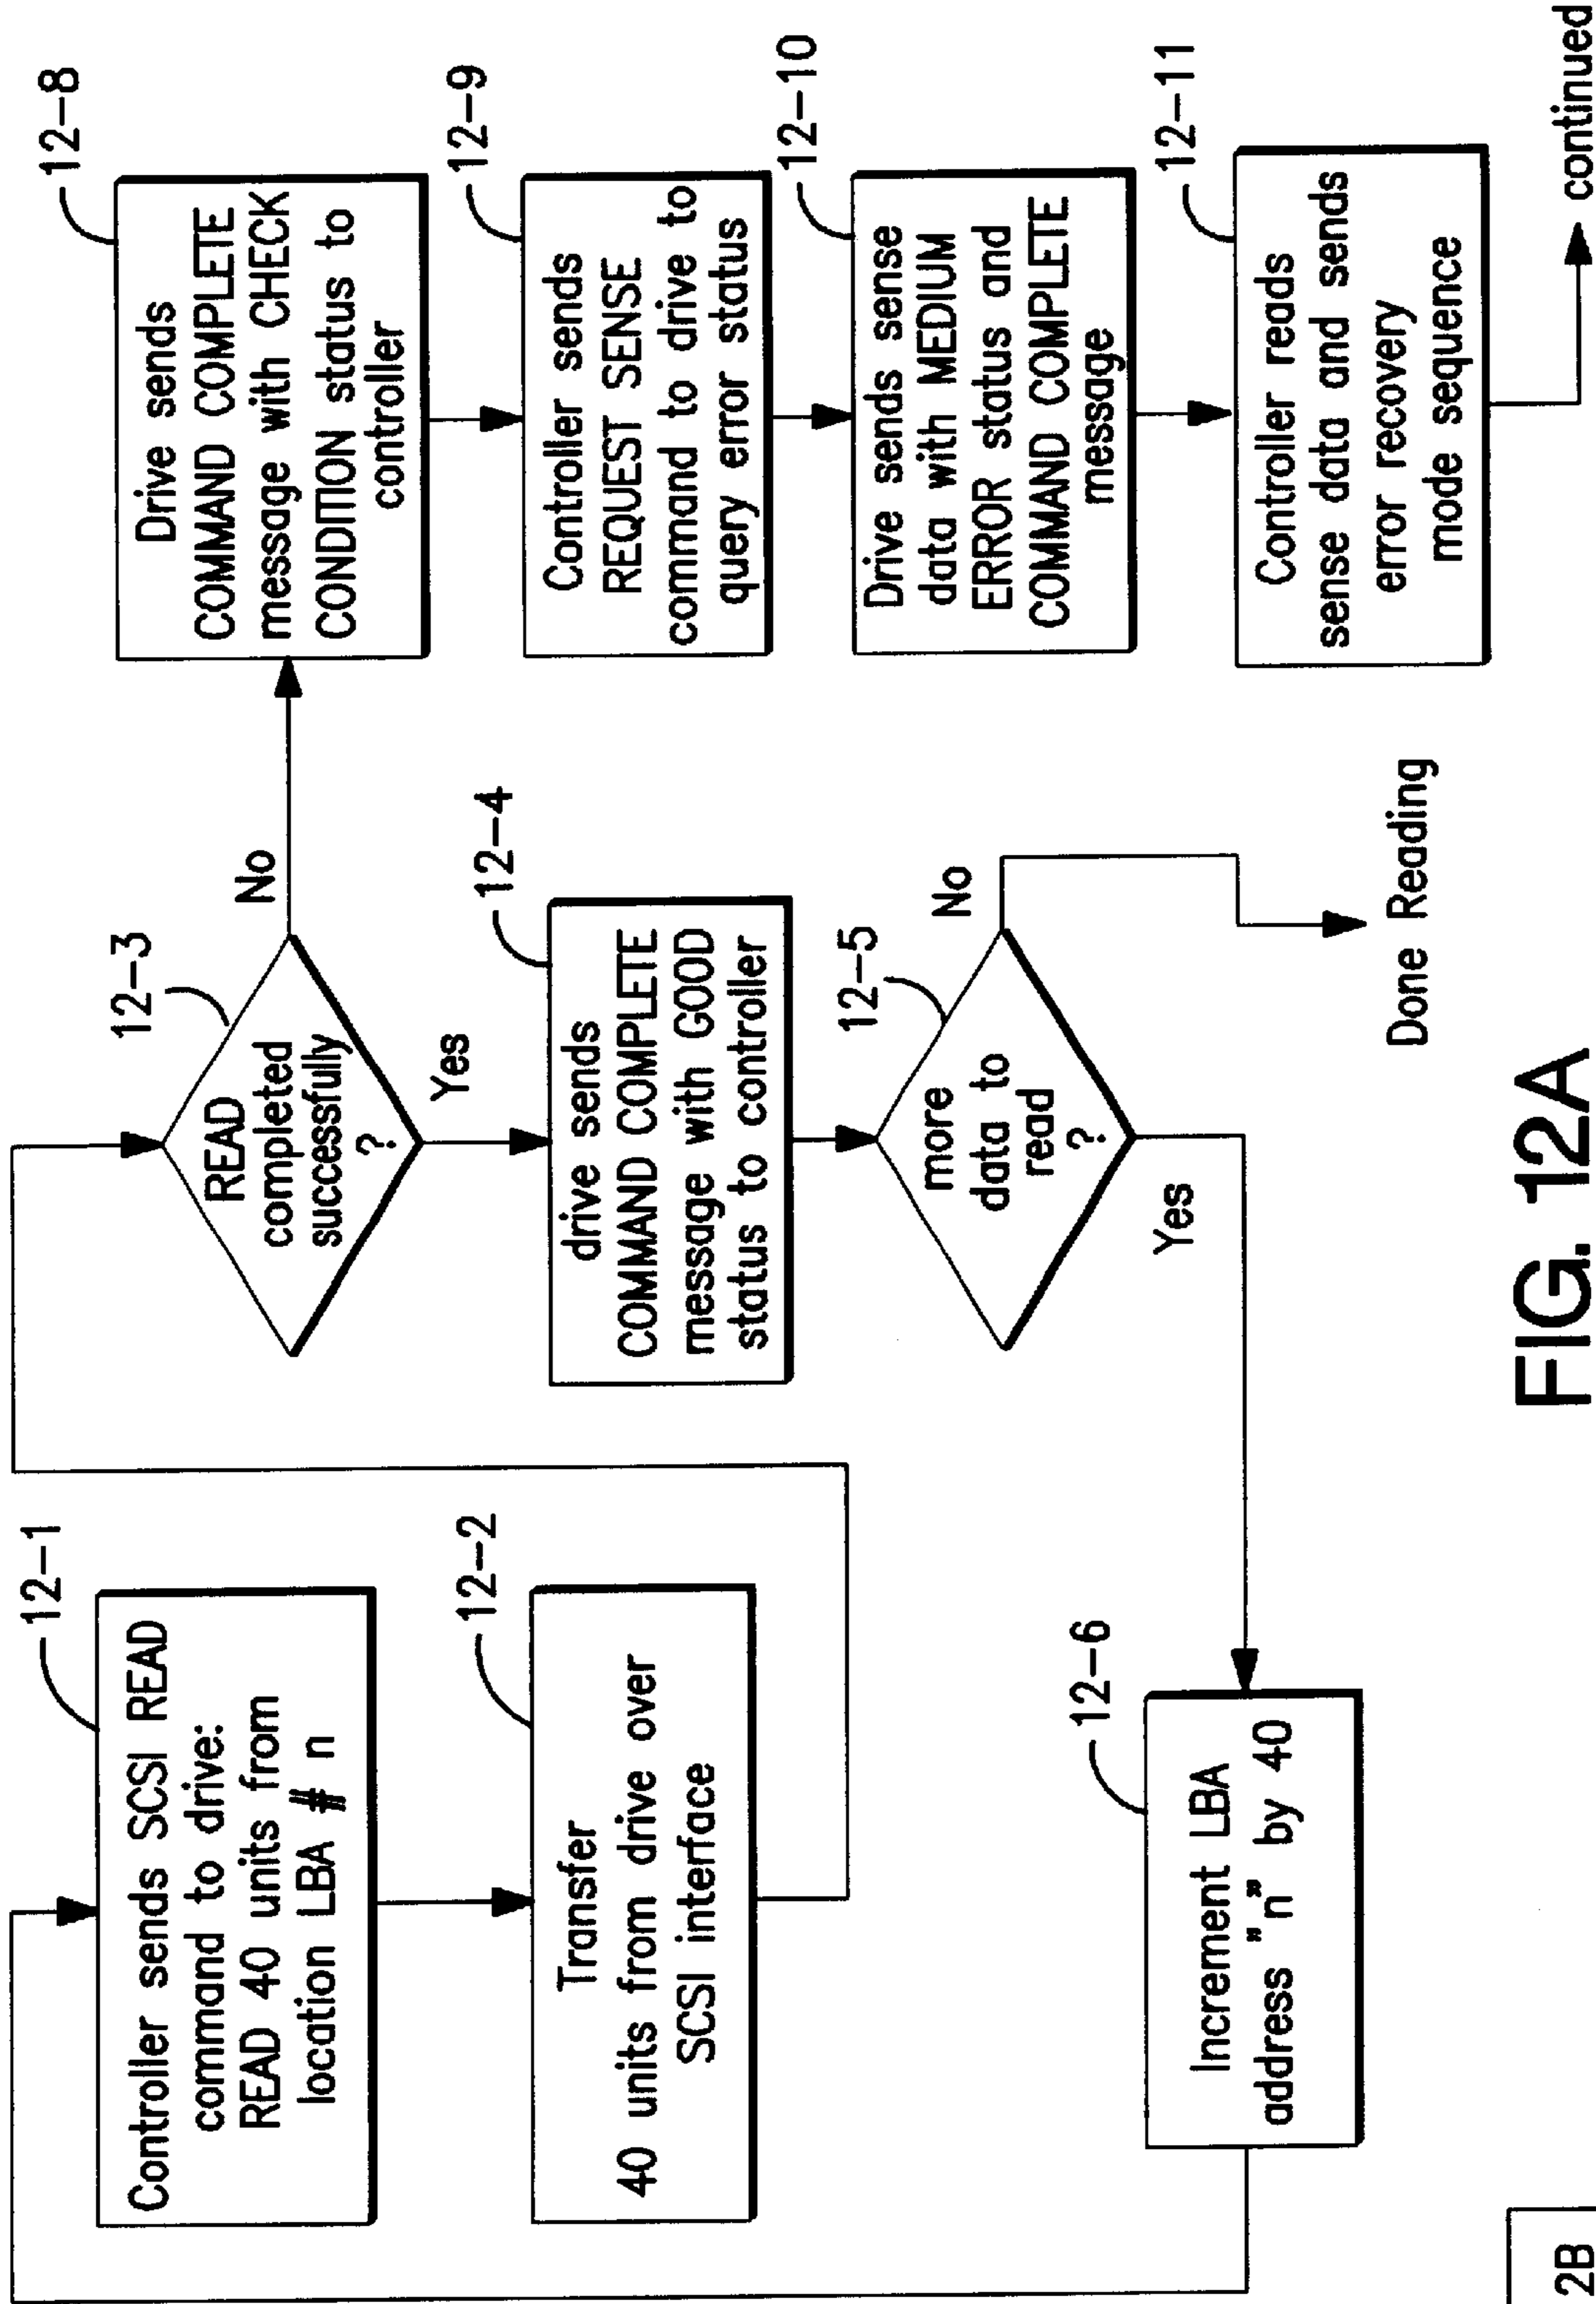 12-1
Controller sends SCSI READ
command to drive:
READ 40 units from
location LBA # n
12-2
Transfer
40 units from drive over
SCSI interface
12-3
READ
completed
successfully
?
No
Yes
12-4
drive sends
COMMAND COMPLETE
message with GOOD
status to controller
12-5
more
data to
read
?
No
Yes
Done Reading
12-6
Increment LBA
address "n" by 40
12-8
Drive sends
COMMAND COMPLETE
message with CHECK
CONDITION status to
controller
12-9
Controller sends
REQUEST SENSE
command to drive to
query error status
12-10
Drive sends sense
data with MEDIUM
ERROR status and
COMMAND COMPLETE
message
12-11
Controller reads
sense data and sends
error recovery
mode sequence
continued
2B
FIG. 12A